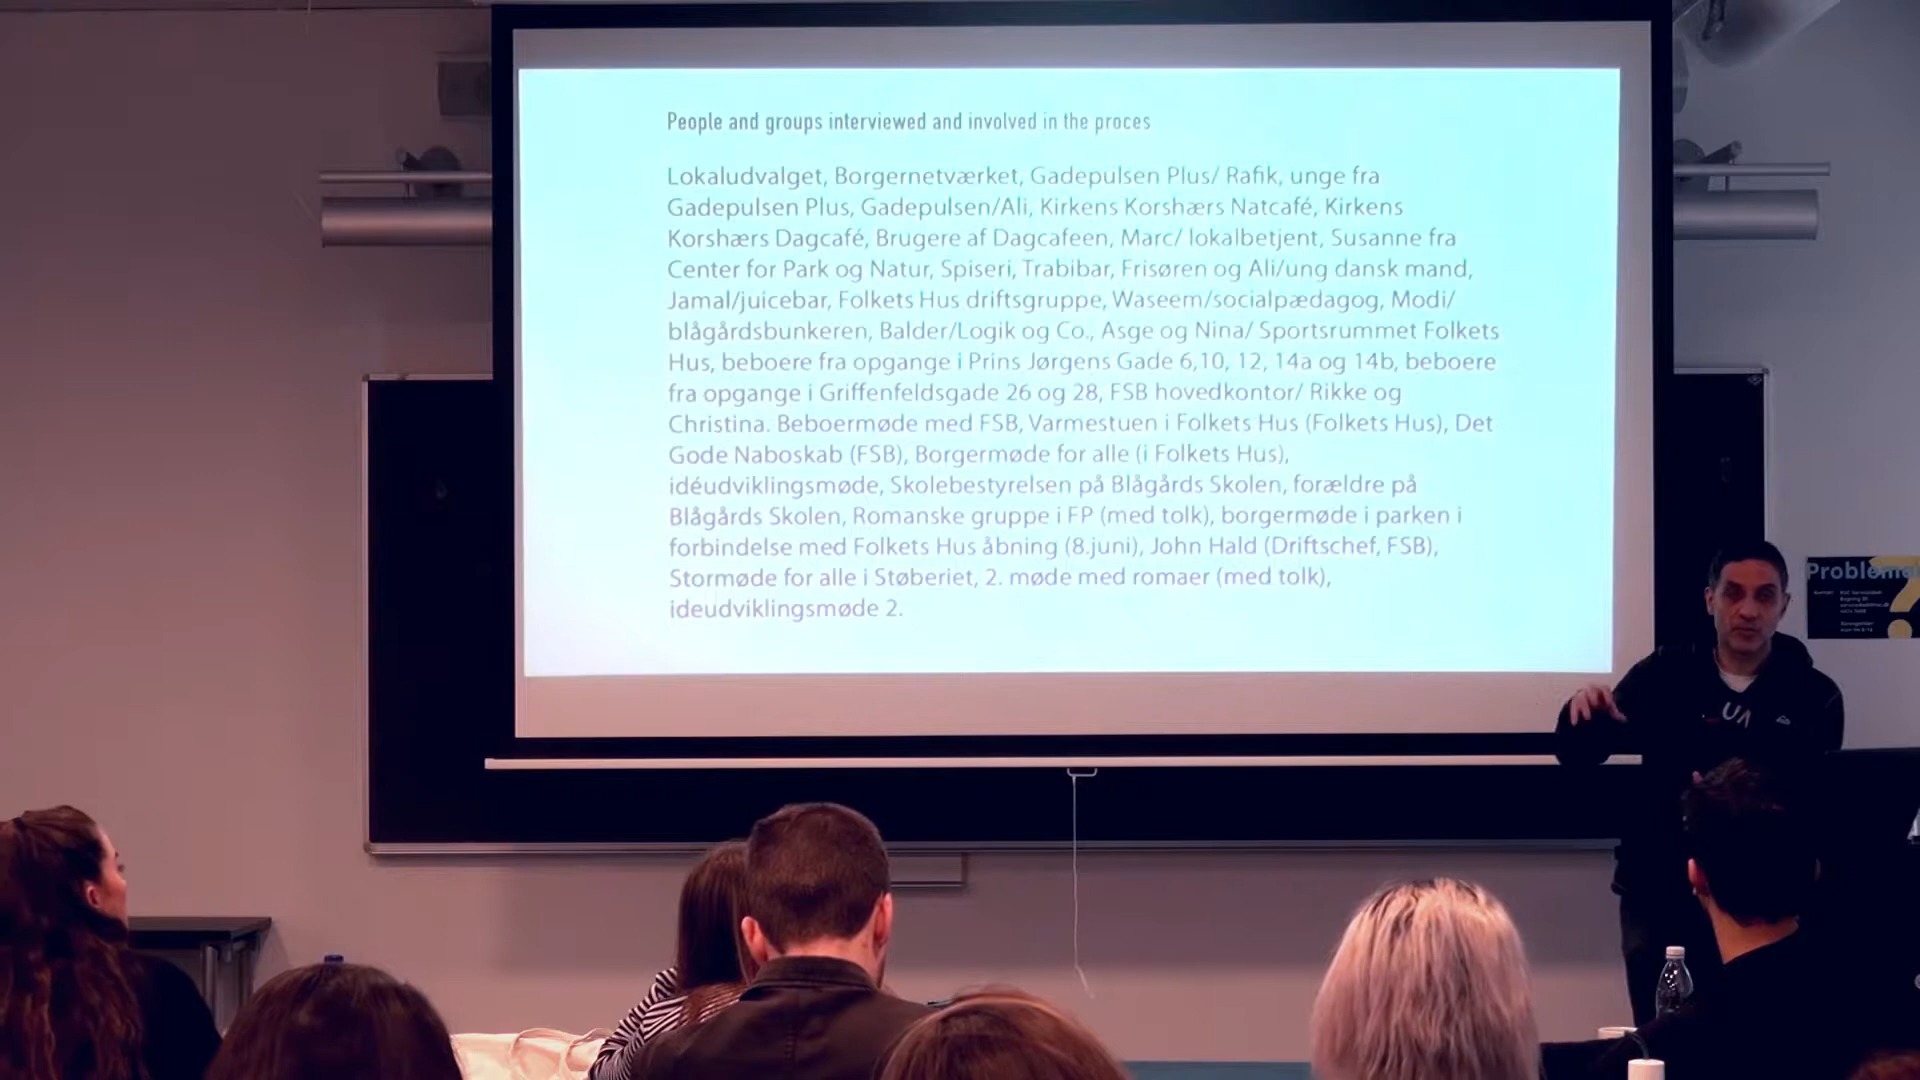 People and groups interviewed and involved in the proces
Lokaludvalget, Borgernetværket, Gadepulsen Plus/ Rafik, unge fra
Gadepulsen Plus, Gadepulsen/Ali, Kirkens Korshærs Natcafé, Kirkens
Korshærs Dagcafé, Brugere af Dagcafeen, Marc/ lokalbetjent, Susanne fra
Center for Park og Natur, Spiseri, Trabibar, Frisøren og Ali/ung dansk mand,
Jamal/juicebar, Folkets Hus driftsgruppe, Waseem/socialpædagog, Modi/
blågårdsbunkeren, Balder/Logik og Co., Asge og Nina/ Sportsrummet Folkets
Hus, beboere fra opgange i Prins Jørgens Gade 6,10, 12, 14a og 14b, beboere
fra opgange i Griffenfeldsgade 26 og 28, FSB hovedkontor/ Rikke og
Christina. Beboermøde med FSB, Varmestuen i Folkets Hus (Folkets Hus), Det
Gode Naboskab (FSB), Borgermøde for alle (i Folkets Hus),
idéudviklingsmøde, Skolebestyrelsen på Blågårds Skolen, forældre på
Blågårds Skolen, Romanske gruppe i FP (med tolk), borgermøde i parken i
forbindelse med Folkets Hus åbning (8.juni), John Hald (Driftschef, FSB),
Stormøde for alle i Støberiet, 2. møde med romaer (med tolk),
ideudviklingsmøde 2.
Kontakt
UA